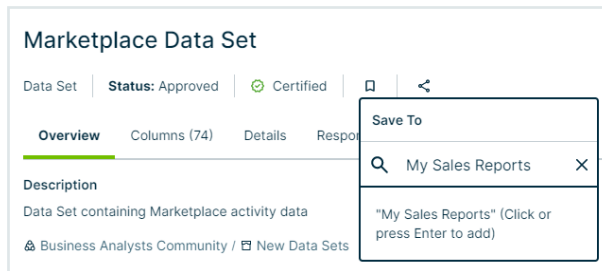 Marketplace Data Set
Data Set Status: Approved Certified
Save To
Overview Columns (74) Details Respon
My Sales Reports
Description
Data Set containing Marketplace activity data
"My Sales Reports" (Click or
press Enter to add)
Business Analysts Community / New Data Sets